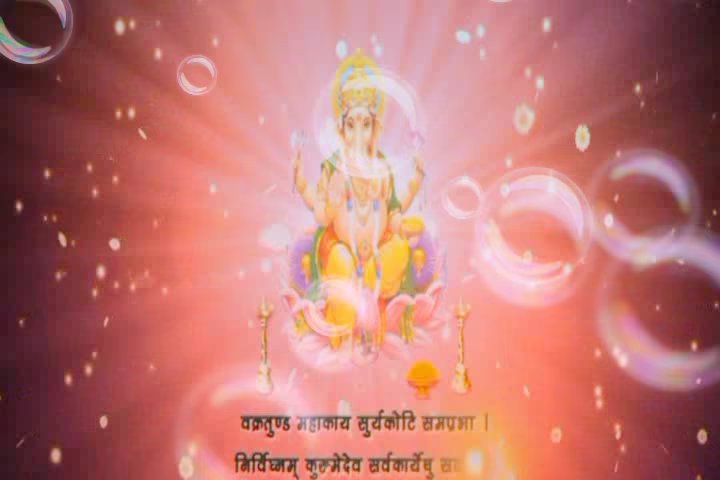 वक्रतुण्ड महाकाय सुर्यकोटि समप्रभा ।
निर्विघ्नम् कुरुमेदेव सर्वकार्येषु